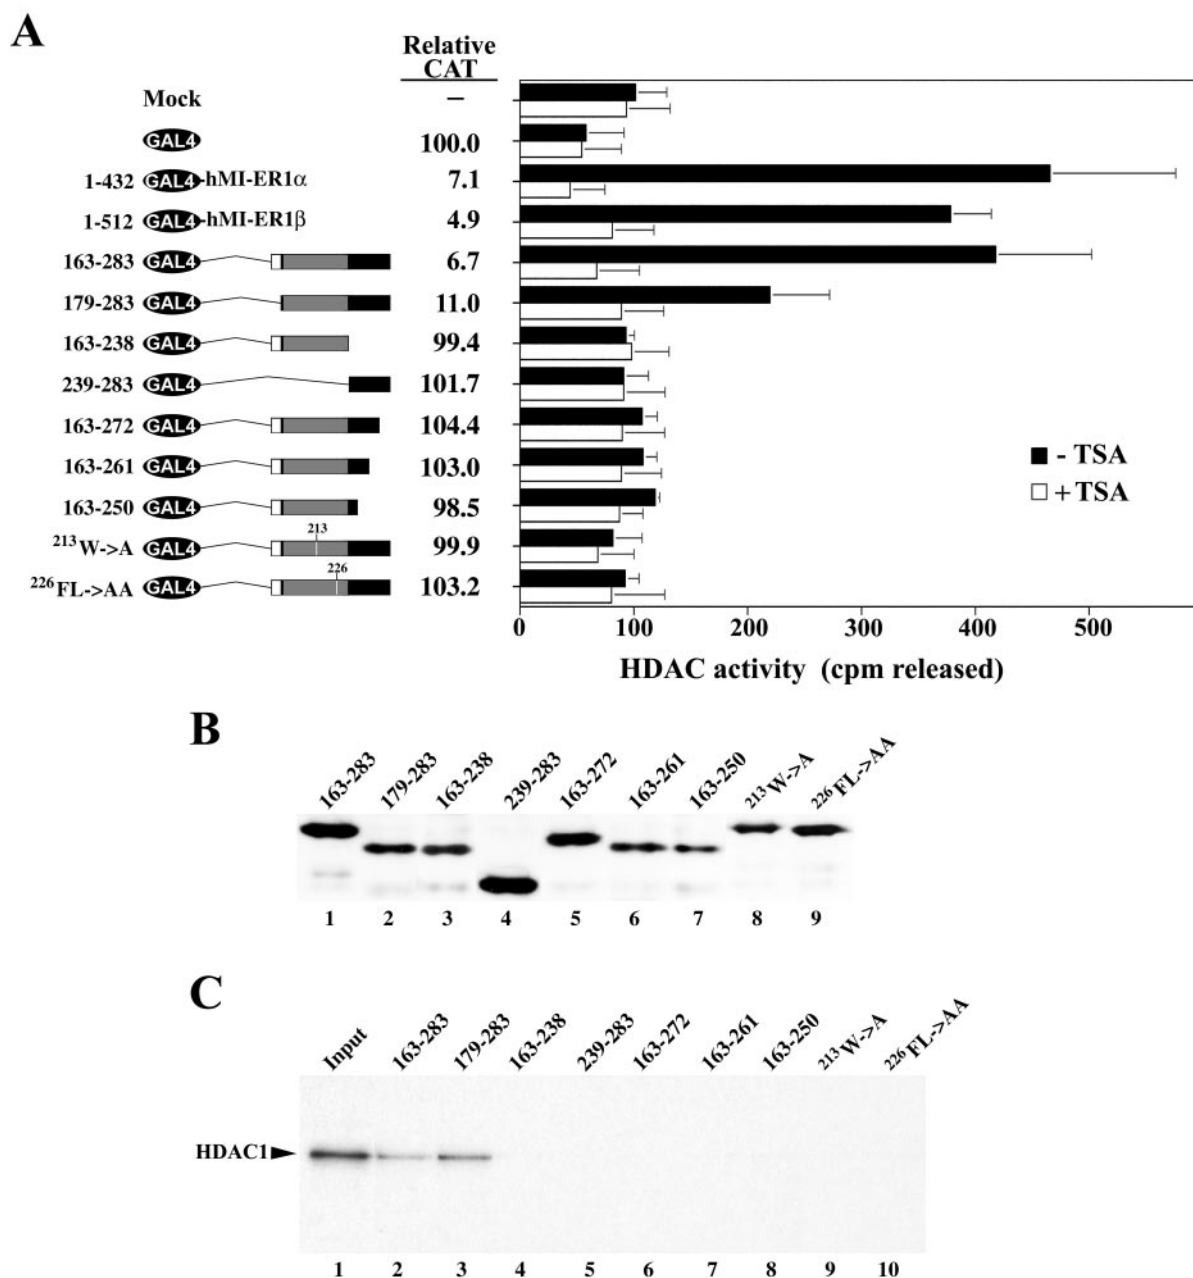 A
Relative
CAT
Mock –
GAL4 100.0
1-432 GAL4 -hMI-ER1α 7.1
1-512 GAL4 -hMI-ER1β 4.9
163-283 GAL4 6.7
179-283 GAL4 11.0
163-238 GAL4 99.4
239-283 GAL4 101.7
163-272 GAL4 104.4
163-261 GAL4 103.0
163-250 GAL4 98.5
213
²¹³W->A GAL4 99.9
226
²²⁶FL->AA GAL4 103.2
- TSA
+ TSA
0 100 200 300 400 500
HDAC activity (cpm released)
B
163-283 179-283 163-238 239-283 163-272 163-261 163-250 ²¹³W->A ²²⁶FL->AA
1 2 3 4 5 6 7 8 9
C
Input 163-283 179-283 163-238 239-283 163-272 163-261 163-250 ²¹³W->A ²²⁶FL->AA
HDAC1
1 2 3 4 5 6 7 8 9 10